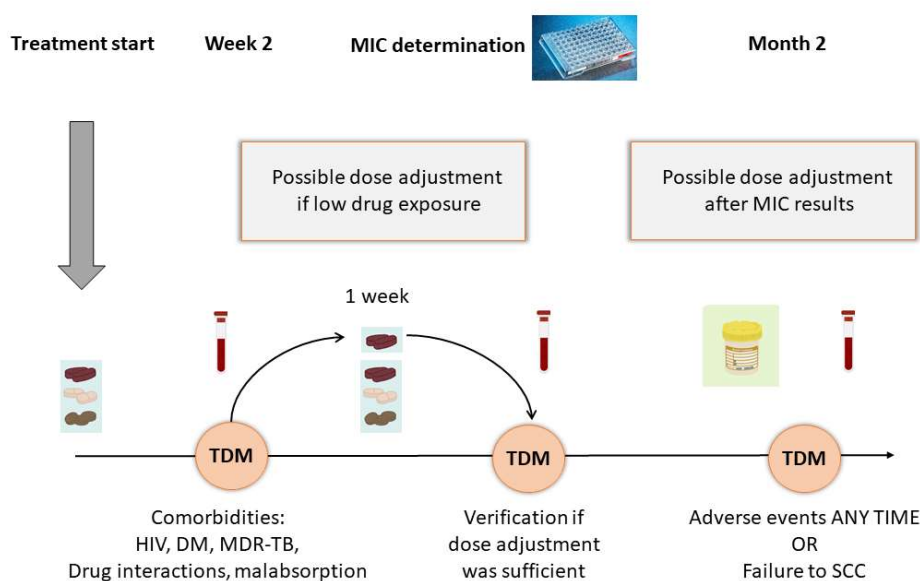 Treatment start
Week 2
MIC determination
Month 2
Possible dose adjustment
if low drug exposure
Possible dose adjustment
after MIC results
1 week
TDM
TDM
TDM
Comorbidities:
HIV, DM, MDR-TB,
Drug interactions, malabsorption
Verification if
dose adjustment
was sufficient
Adverse events ANY TIME
OR
Failure to SCC